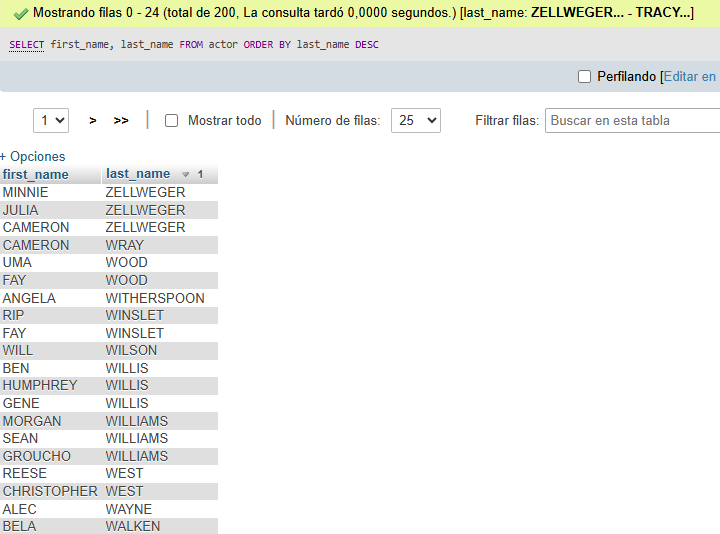 Mostrando filas 0 - 24 (total de 200, La consulta tardó 0,0000 segundos.) [last_name: ZELLWEGER... - TRACY...]
SELECT first_name, last_name FROM actor ORDER BY last_name DESC
Perfilando [Editar en
1 > >> | Mostrar todo | Número de filas: 25 Filtrar filas: Buscar en esta tabla
+ Opciones
first_name last_name 1
MINNIE ZELLWEGER
JULIA ZELLWEGER
CAMERON ZELLWEGER
CAMERON WRAY
UMA WOOD
FAY WOOD
ANGELA WITHERSPOON
RIP WINSLET
FAY WINSLET
WILL WILSON
BEN WILLIS
HUMPHREY WILLIS
GENE WILLIS
MORGAN WILLIAMS
SEAN WILLIAMS
GROUCHO WILLIAMS
REESE WEST
CHRISTOPHER WEST
ALEC WAYNE
BELA WALKEN